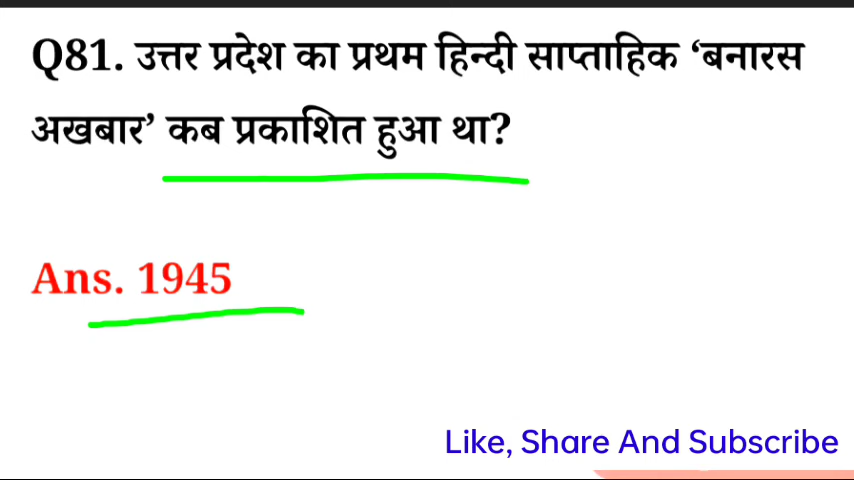 Q81. उत्तर प्रदेश का प्रथम हिन्दी साप्ताहिक ‘बनारस
अखबार’ कब प्रकाशित हुआ था?
Ans. 1945
Like, Share And Subscribe